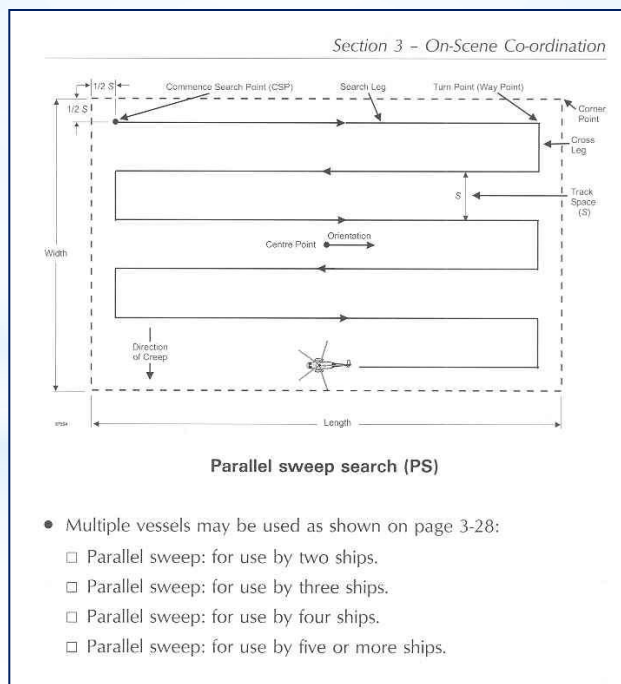 Section 3 – On-Scene Co-ordination
1/2 S
Commence Search Point (CSP)
Search Leg
Turn Point (Way Point)
1/2 S
Corner
Point
Cross
Leg
S
Track
Space
(S)
Orientation
Centre Point
Width
Direction
of Creep
Length
Parallel sweep search (PS)
• Multiple vessels may be used as shown on page 3-28:
□ Parallel sweep: for use by two ships.
□ Parallel sweep: for use by three ships.
□ Parallel sweep: for use by four ships.
□ Parallel sweep: for use by five or more ships.